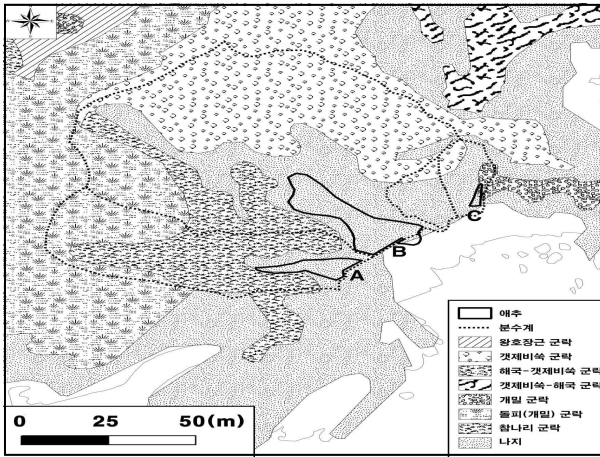 A
B
C
애추
분수계
왕호장근 군락
갯제비쑥 군락
해국-갯제비쑥 군락
갯제비쑥-해국 군락
개밀 군락
돌피(개밀) 군락
참나리 군락
나지
0 25 50(m)